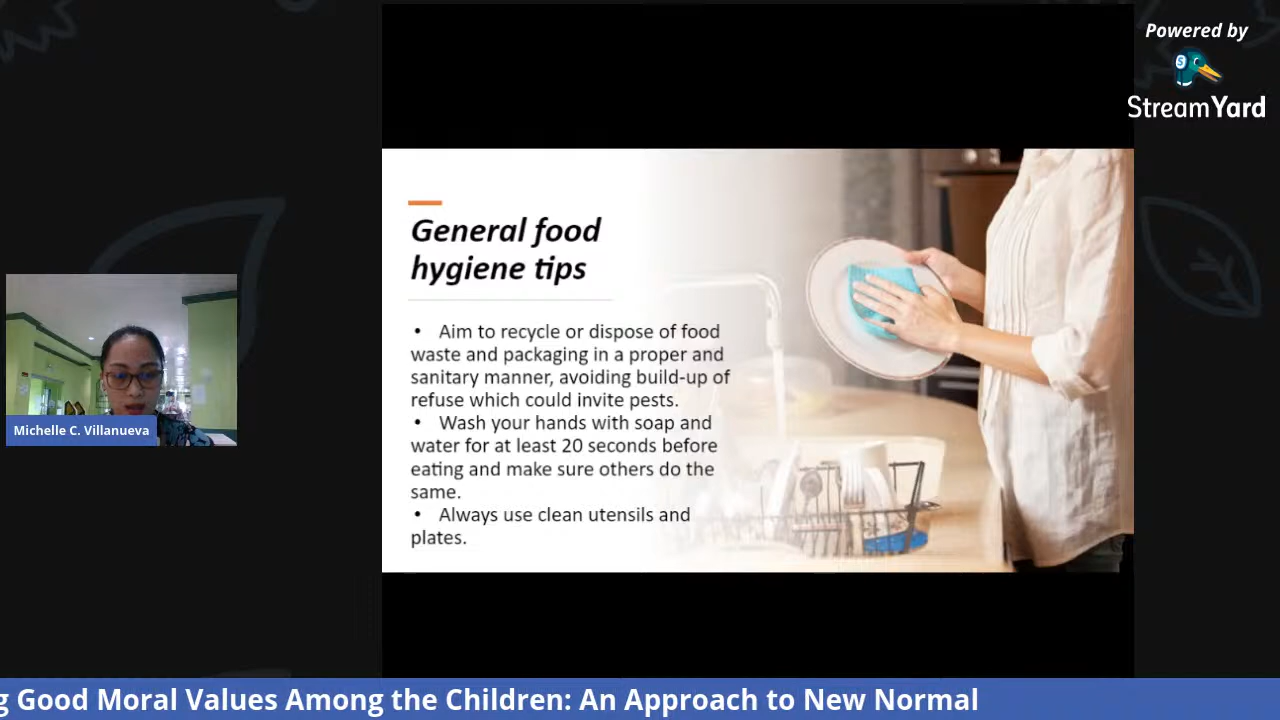 Powered by
StreamYard
General food
hygiene tips
• Aim to recycle or dispose of food
waste and packaging in a proper and
sanitary manner, avoiding build-up of
refuse which could invite pests.
• Wash your hands with soap and
water for at least 20 seconds before
eating and make sure others do the
same.
• Always use clean utensils and
plates.
Michelle C. Villanueva
g Good Moral Values Among the Children: An Approach to New Normal